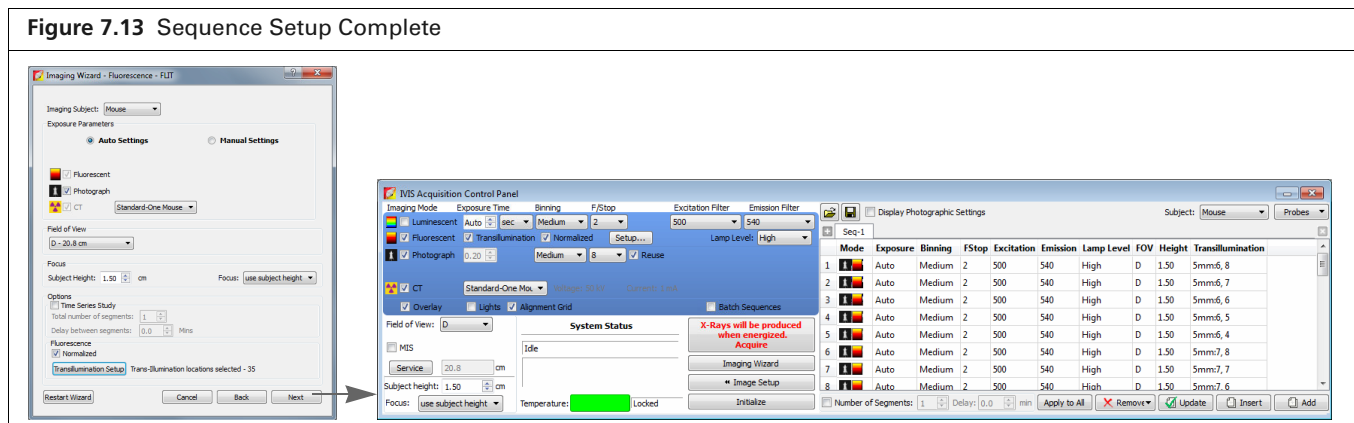 Figure 7.13 Sequence Setup Complete
Imaging Wizard - Fluorescence - FLIT
Imaging Subject: Mouse
Exposure Parameters
Auto Settings Manual Settings
Fluorescent
Photograph
CT Standard-One Mouse
Field of View
D - 20.8 cm
Focus
Subject Height: 1.50 cm Focus: use subject height
Options
Time Series Study
Total number of segments: 1
Delay between segments: 0.0 Mins
Fluorescence
Normalized
Transillumination Setup Trans-Illumination locations selected - 35
Restart Wizard Cancel Back Next
IVIS Acquisition Control Panel
Imaging Mode Exposure Time Binning F/Stop Excitation Filter Emission Filter
Luminescent Auto sec Medium 2 500 540
Fluorescent Transillumination Normalized Setup... Lamp Level: High
Photograph 0.20 Medium 8 Reuse
CT Standard-One Mou
Overlay Lights Alignment Grid Batch Sequences
Field of View: D System Status X-Rays will be produced when energized. Acquire
MIS Idle
Service 20.8 cm Imaging Wizard
Subject height: 1.50 cm Image Setup
Focus: use subject height Temperature: Locked Initialize
Display Photographic Settings Subject: Mouse Probes
Seq-1
Mode Exposure Binning FStop Excitation Emission Lamp Level FOV Height Transillumination
1 Auto Medium 2 500 540 High D 1.50 5mm:6, 8
2 Auto Medium 2 500 540 High D 1.50 5mm:6, 7
3 Auto Medium 2 500 540 High D 1.50 5mm:6, 6
4 Auto Medium 2 500 540 High D 1.50 5mm:6, 5
5 Auto Medium 2 500 540 High D 1.50 5mm:6, 4
6 Auto Medium 2 500 540 High D 1.50 5mm:7, 8
7 Auto Medium 2 500 540 High D 1.50 5mm:7, 7
8 Auto Medium 2 500 540 High D 1.50 5mm:7, 6
Number of Segments: 1 Delay: 0.0 min Apply to All Remove Update Insert Add